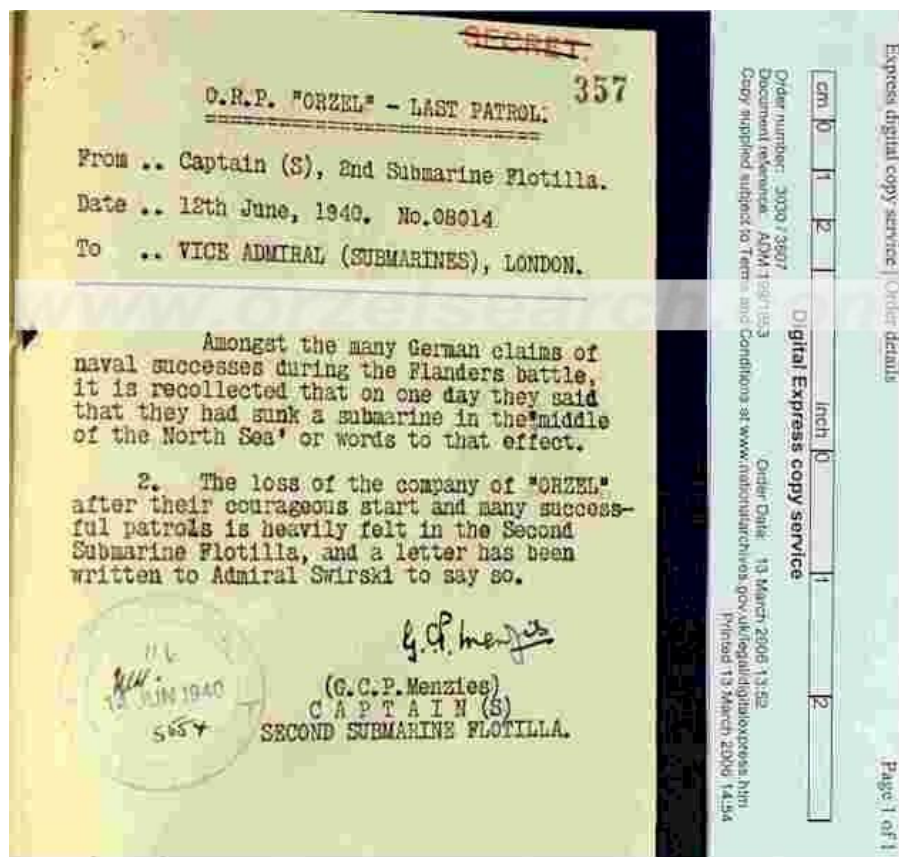 SECRET
357
O.R.P. "ORZEL" - LAST PATROL.
From .. Captain (S), 2nd Submarine Flotilla.
Date .. 12th June, 1940. No.08014
To .. VICE ADMIRAL (SUBMARINES), LONDON.
www.orzelsearch.com
Amongst the many German claims of
naval successes during the Flanders battle,
it is recollected that on one day they said
that they had sunk a submarine in the 'middle
of the North Sea' or words to that effect.
2. The loss of the company of "ORZEL"
after their courageous start and many success-
ful patrols is heavily felt in the Second
Submarine Flotilla, and a letter has been
written to Admiral Swirski to say so.
G.C.P. Menzies
(G.C.P.Menzies)
CAPTAIN (S)
SECOND SUBMARINE FLOTILLA.
JUN 1940
5654
Express digital copy service | Order details
Page 1 of 1
cm 0 1 2
inch 0 1 2
Digital Express copy service
Order number: 3030 / 3607
Order Date: 13 March 2006 13:52
Document reference: ADM 199/1853
Copy supplied subject to Terms and Conditions at www.nationalarchives.gov.uk/legal/digitalexpress.htm
Printed 13 March 2006 14:54